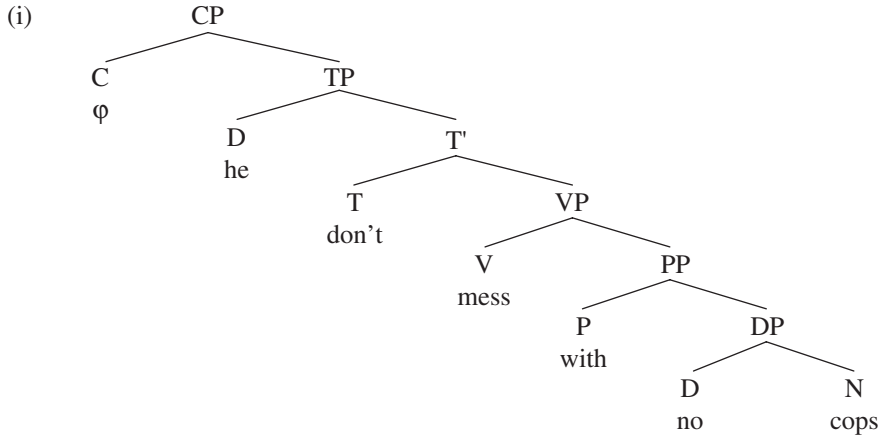 (i) CP
C TP
φ
D T'
he
T VP
don't
V PP
mess
P DP
with
D N
no cops